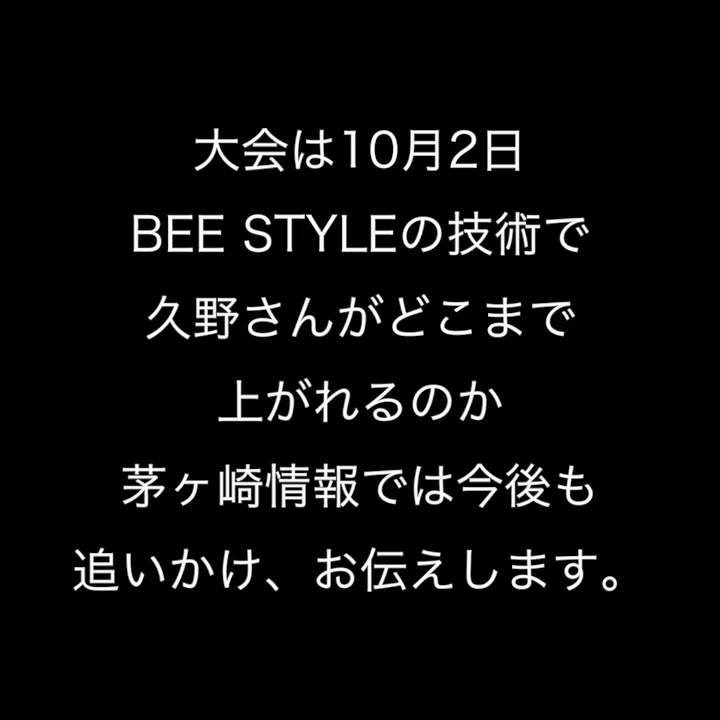 大会は10月2日
BEE STYLEの技術で
久野さんがどこまで
上がれるのか
茅ヶ崎情報では今後も
追いかけ、お伝えします。